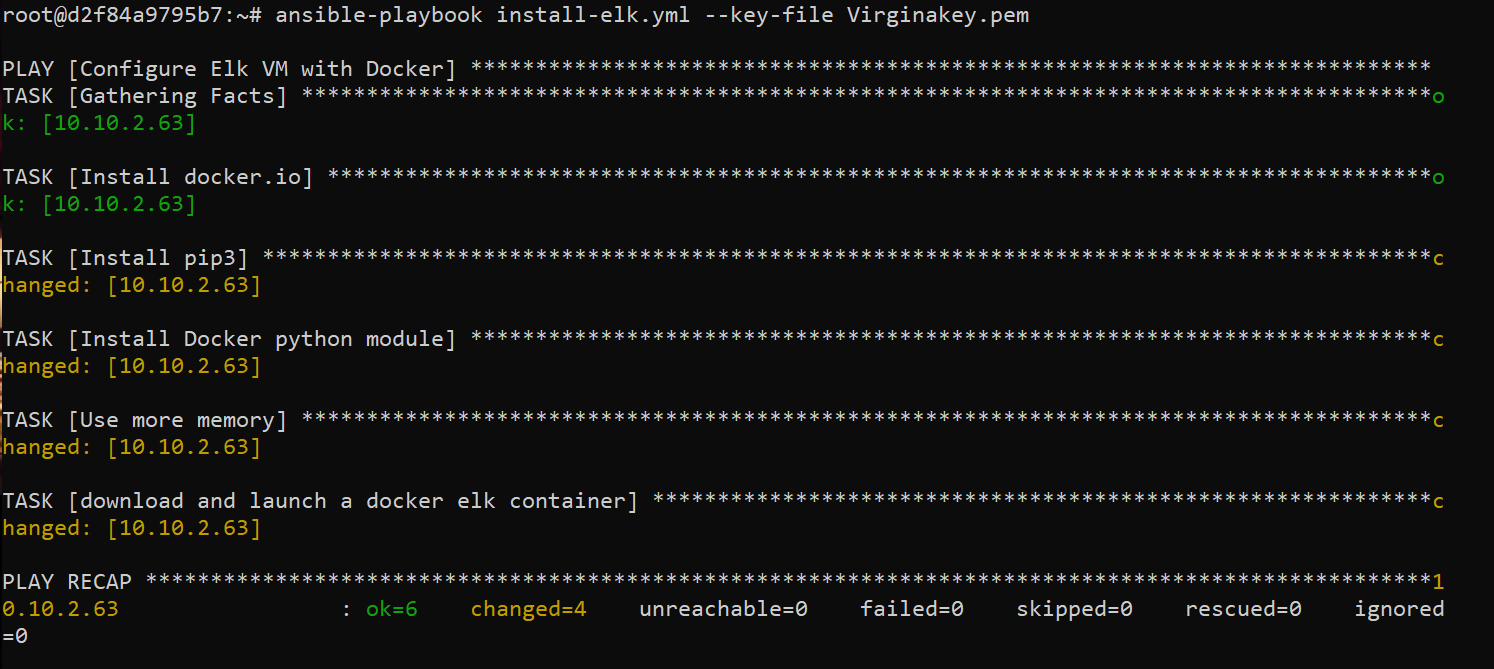 root@d2f84a9795b7:~# ansible-playbook install-elk.yml --key-file Virginakey.pem
PLAY [Configure Elk VM with Docker] **************************************************************************
TASK [Gathering Facts] ***************************************************************************************o
k: [10.10.2.63]
TASK [Install docker.io] *************************************************************************************o
k: [10.10.2.63]
TASK [Install pip3] ******************************************************************************************c
hanged: [10.10.2.63]
TASK [Install Docker python module] **************************************************************************c
hanged: [10.10.2.63]
TASK [Use more memory] ***************************************************************************************c
hanged: [10.10.2.63]
TASK [download and launch a docker elk container] ************************************************************c
hanged: [10.10.2.63]
PLAY RECAP ***************************************************************************************************1
0.10.2.63                 : ok=6    changed=4    unreachable=0    failed=0    skipped=0    rescued=0    ignored
=0